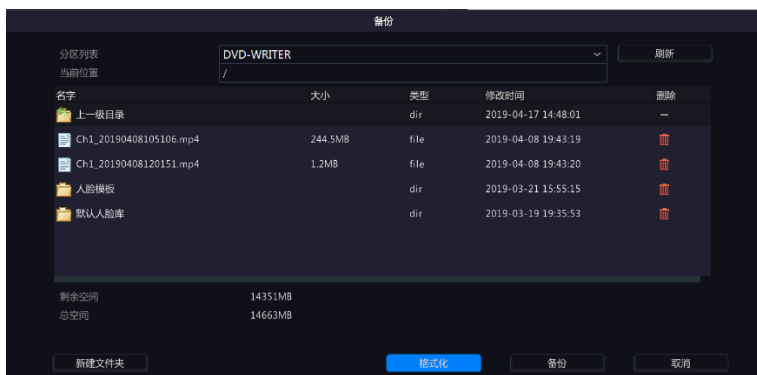 备份
分区列表 DVD-WRITER 刷新
当前位置 /
名字 大小 类型 修改时间 删除
上一级目录 dir 2019-04-17 14:48:01 —
Ch1_20190408105106.mp4 244.5MB file 2019-04-08 19:43:19
Ch1_20190408120151.mp4 1.2MB file 2019-04-08 19:43:20
人脸模板 dir 2019-03-21 15:55:15
默认人脸库 dir 2019-03-19 19:35:53
剩余空间 14351MB
总空间 14663MB
新建文件夹 格式化 备份 取消